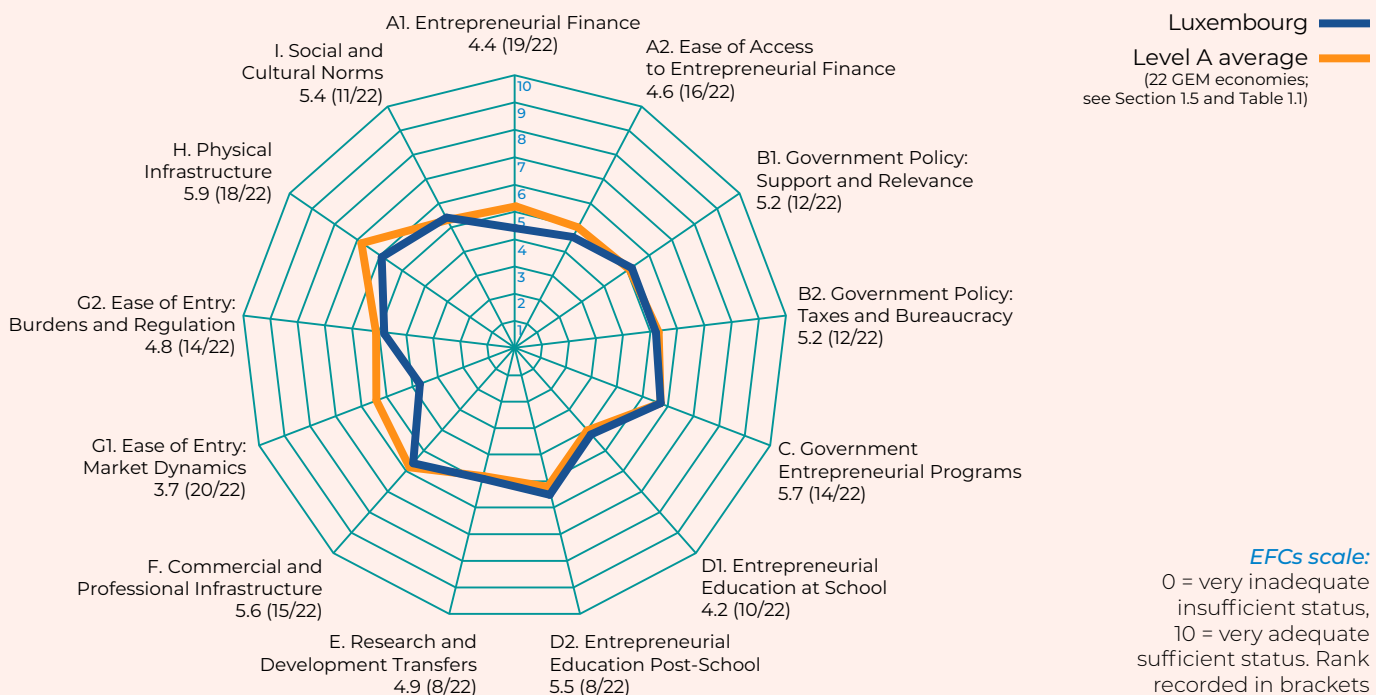 A1. Entrepreneurial Finance
4.4 (19/22)
A2. Ease of Access
to Entrepreneurial Finance
4.6 (16/22)
B1. Government Policy:
Support and Relevance
5.2 (12/22)
B2. Government Policy:
Taxes and Bureaucracy
5.2 (12/22)
C. Government
Entrepreneurial Programs
5.7 (14/22)
D1. Entrepreneurial
Education at School
4.2 (10/22)
D2. Entrepreneurial
Education Post-School
5.5 (8/22)
E. Research and
Development Transfers
4.9 (8/22)
F. Commercial and
Professional Infrastructure
5.6 (15/22)
G1. Ease of Entry:
Market Dynamics
3.7 (20/22)
G2. Ease of Entry:
Burdens and Regulation
4.8 (14/22)
H. Physical
Infrastructure
5.9 (18/22)
I. Social and
Cultural Norms
5.4 (11/22)
10
9
8
7
6
5
4
3
2
1
Luxembourg
Level A average
(22 GEM economies;
see Section 1.5 and Table 1.1)
EFCs scale:
0 = very inadequate
insufficient status,
10 = very adequate
sufficient status. Rank
recorded in brackets